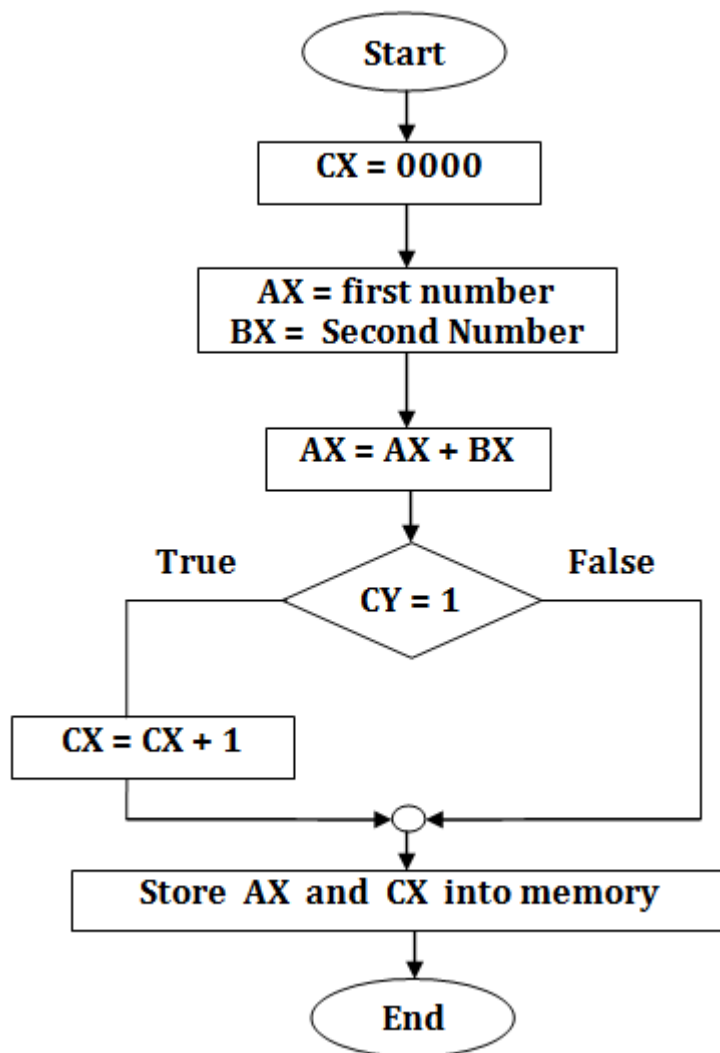 Start
CX = 0000
AX = first number
BX = Second Number
AX = AX + BX
True
False
CY = 1
CX = CX + 1
Store AX and CX into memory
End